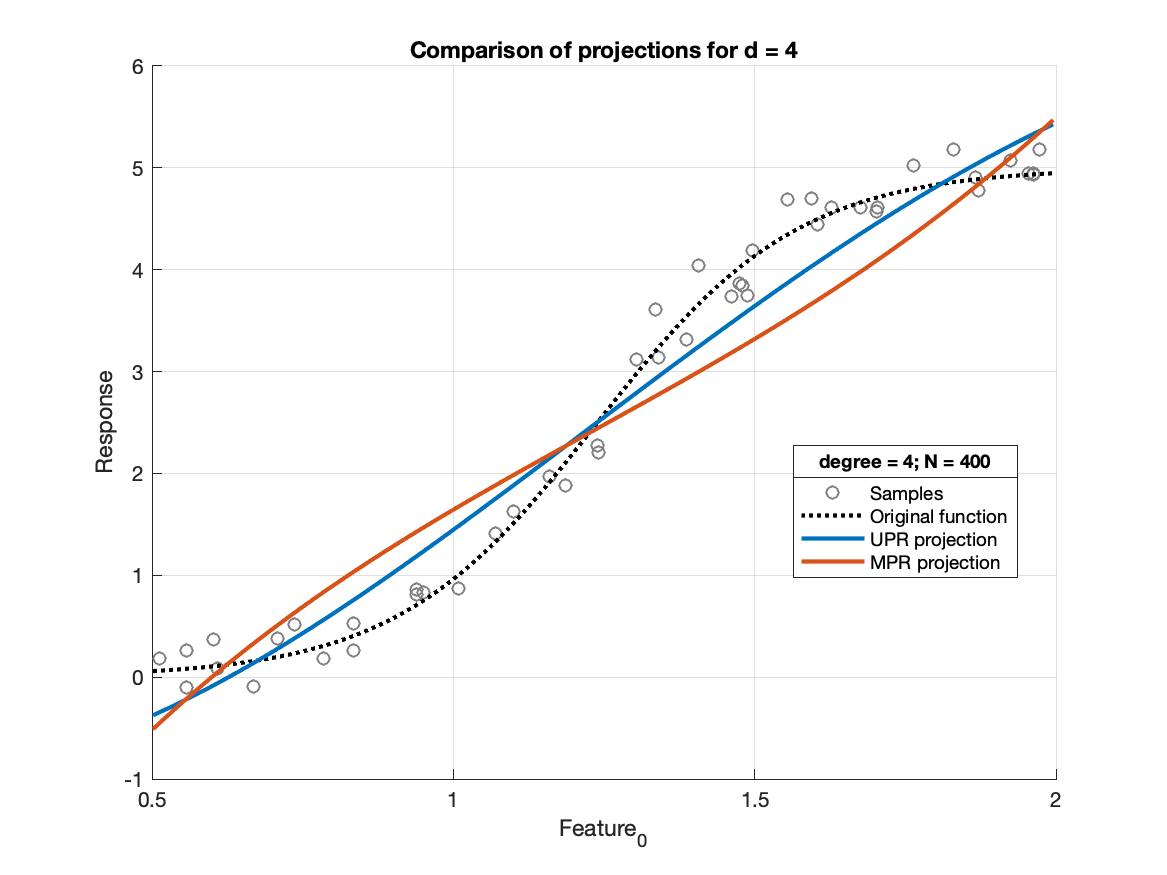 Comparison of projections for d = 4
6
5
4
3
2
1
0
-1
Response
0.5
1
1.5
2
Feature0
degree = 4; N = 400
Samples
Original function
UPR projection
MPR projection